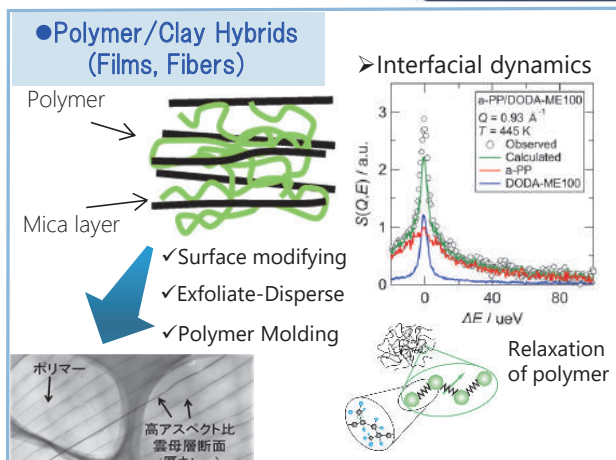 ●Polymer/Clay Hybrids
(Films, Fibers)
Polymer
Mica layer
✓Surface modifying
✓Exfoliate-Disperse
✓Polymer Molding
ポリマー
高アスペクト比
雲母層断面
➢Interfacial dynamics
a-PP/DODA-ME100
Q = 0.93 Å⁻¹
T = 445 K
Observed
Calculated
a-PP
DODA-ME100
S(Q,E) / a.u.
3
2
1
0
0
40
80
ΔE / μeV
Relaxation
of polymer